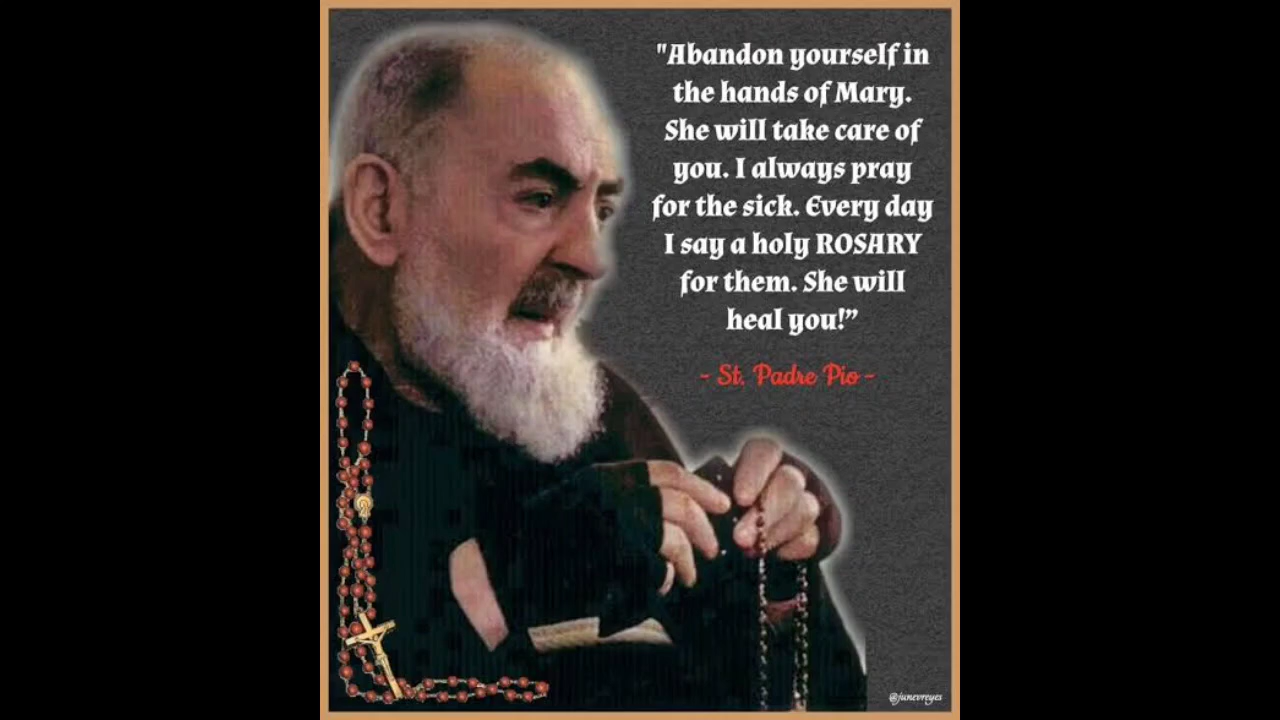 "Abandon yourself in
the hands of Mary.
She will take care of
you. I always pray
for the sick. Every day
I say a holy ROSARY
for them. She will
heal you!”
- St. Padre Pio -
@junevreyes